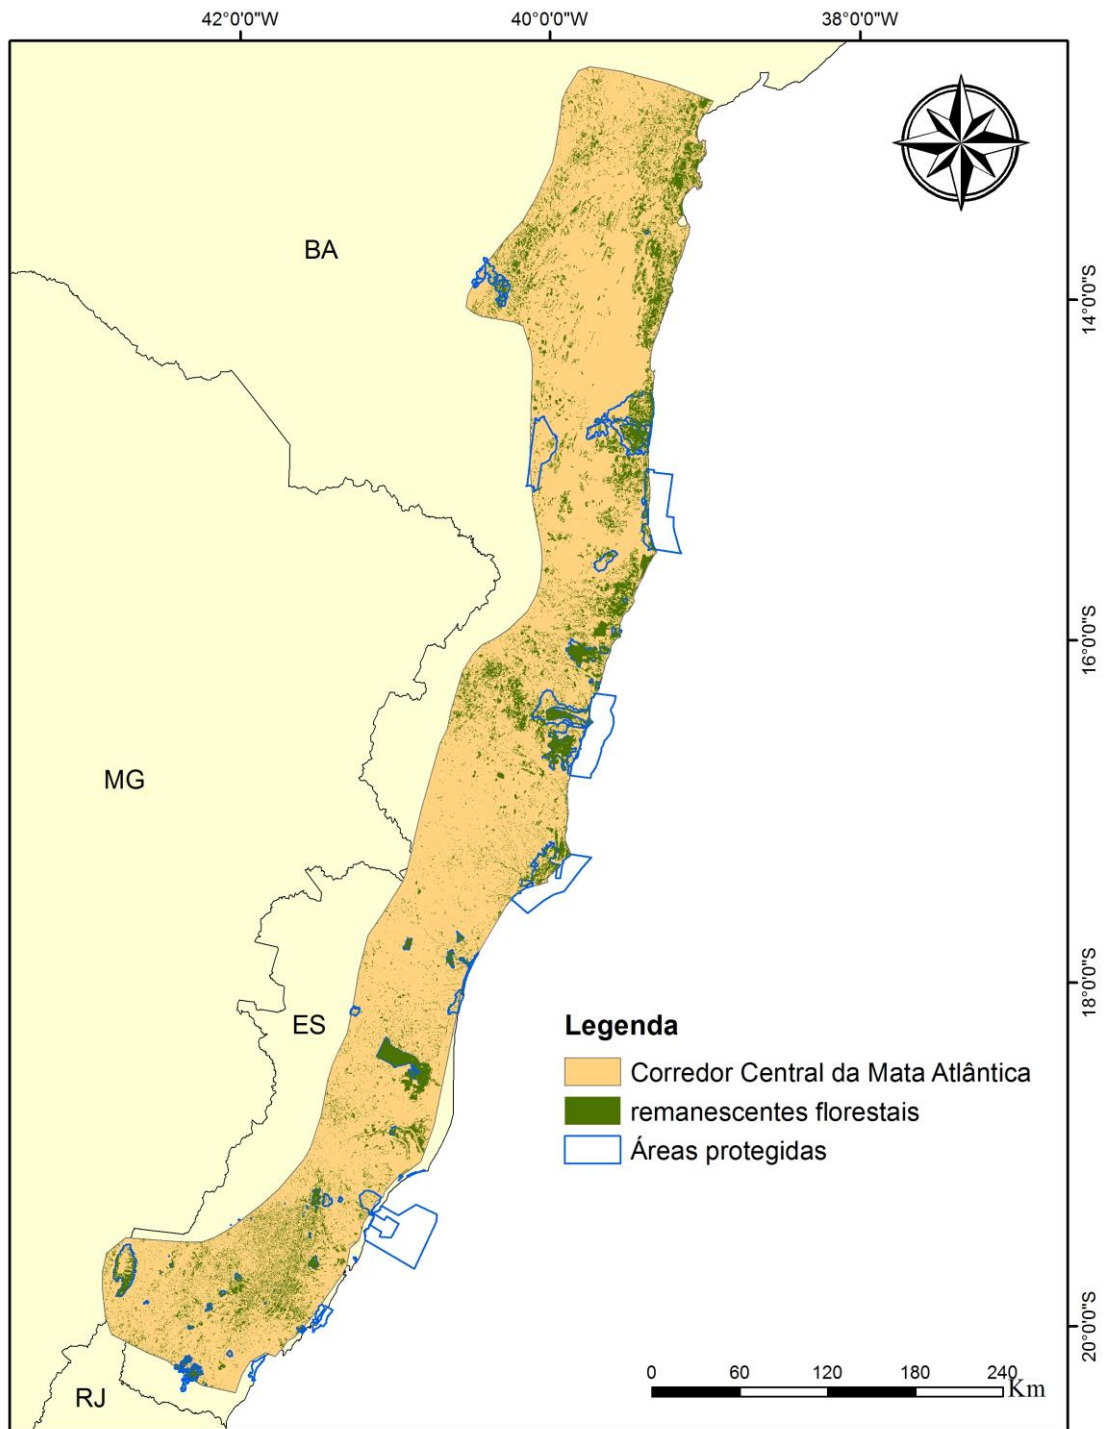 42°0'0"W 40°0'0"W 38°0'0"W
BA
14°0'0"S
16°0'0"S
MG
18°0'0"S
ES
Legenda
Corredor Central da Mata Atlântica
remanescentes florestais
Áreas protegidas
20°0'0"S
RJ
0 60 120 180 240 Km